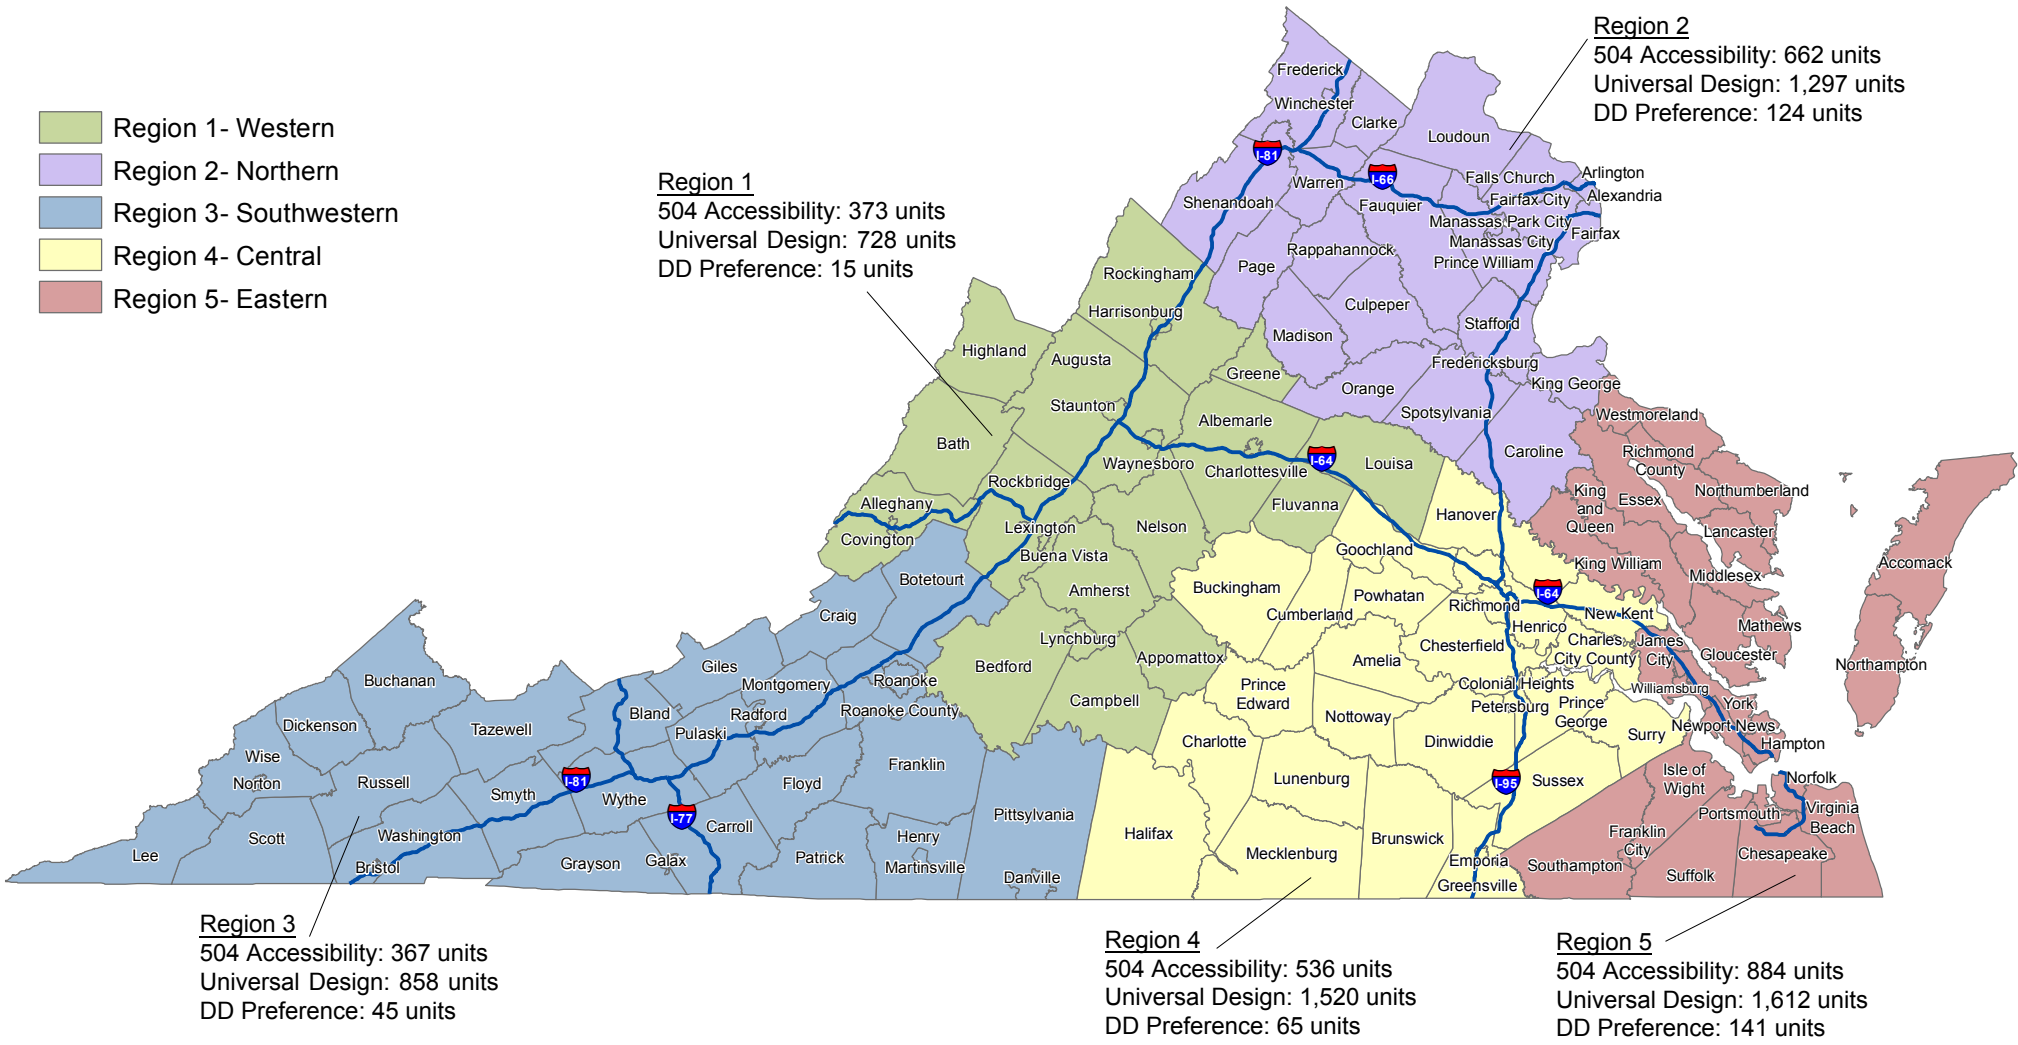 Region 1- Western
Region 2- Northern
Region 3- Southwestern
Region 4- Central
Region 5- Eastern
Region 1
504 Accessibility: 373 units
Universal Design: 728 units
DD Preference: 15 units
Region 2
504 Accessibility: 662 units
Universal Design: 1,297 units
DD Preference: 124 units
Frederick
Winchester
Clarke
Loudoun
I-81
I-66
Warren
Falls Church
Arlington
Shenandoah
Fauquier
Fairfax City
Alexandria
Manassas Park City
Fairfax
Manassas City
Rappahannock
Page
Prince William
Rockingham
Culpeper
Harrisonburg
Stafford
Madison
Highland
Augusta
Fredericksburg
Greene
Orange
King George
Staunton
Spotsylvania
Westmoreland
Albemarle
Bath
Caroline
Richmond
County
I-64
Waynesboro
Charlottesville
Louisa
Rockbridge
King
and
Queen
Essex
Northumberland
Alleghany
Fluvanna
Hanover
Lexington
Nelson
Lancaster
Covington
Goochland
Buena Vista
King William
Accomack
Botetourt
Middlesex
Amherst
Buckingham
Powhatan
I-64
Craig
Cumberland
Richmond
New Kent
Lynchburg
Henrico
Mathews
Chesterfield
Charles
City County
James
City
Gloucester
Giles
Bedford
Appomattox
Amelia
Northampton
Buchanan
Montgomery
Roanoke
Prince
Edward
Colonial Heights
Williamsburg
Campbell
Bland
Radford
Roanoke County
Petersburg
Prince
George
York
Dickenson
Tazewell
Nottoway
Newport News
Pulaski
Charlotte
Dinwiddie
Surry
Hampton
Wise
Franklin
Norton
Russell
I-81
Floyd
Lunenburg
I-95
Sussex
Isle of
Wight
Norfolk
Smyth
Wythe
I-77
Pittsylvania
Portsmouth
Virginia
Beach
Scott
Washington
Carroll
Halifax
Brunswick
Franklin
City
Lee
Henry
Mecklenburg
Chesapeake
Bristol
Grayson
Galax
Patrick
Martinsville
Emporia
Southampton
Danville
Greensville
Suffolk
Region 3
504 Accessibility: 367 units
Universal Design: 858 units
DD Preference: 45 units
Region 4
504 Accessibility: 536 units
Universal Design: 1,520 units
DD Preference: 65 units
Region 5
504 Accessibility: 884 units
Universal Design: 1,612 units
DD Preference: 141 units